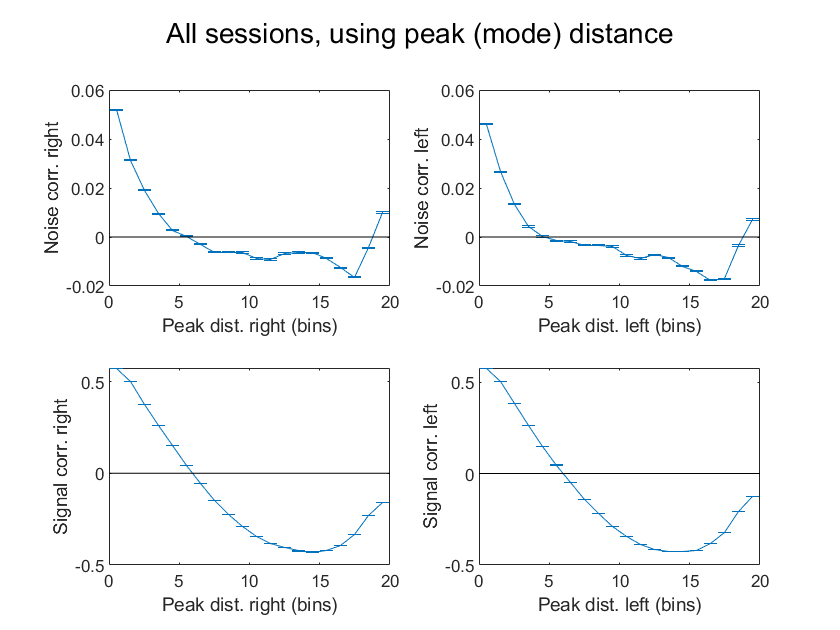 All sessions, using peak (mode) distance
0.06
0.04
0.02
0
-0.02
Noise corr. right
0 5 10 15 20
Peak dist. right (bins)
0.06
0.04
0.02
0
-0.02
Noise corr. left
0 5 10 15 20
Peak dist. left (bins)
0.5
0
-0.5
Signal corr. right
0 5 10 15 20
Peak dist. right (bins)
0.5
0
-0.5
Signal corr. left
0 5 10 15 20
Peak dist. left (bins)